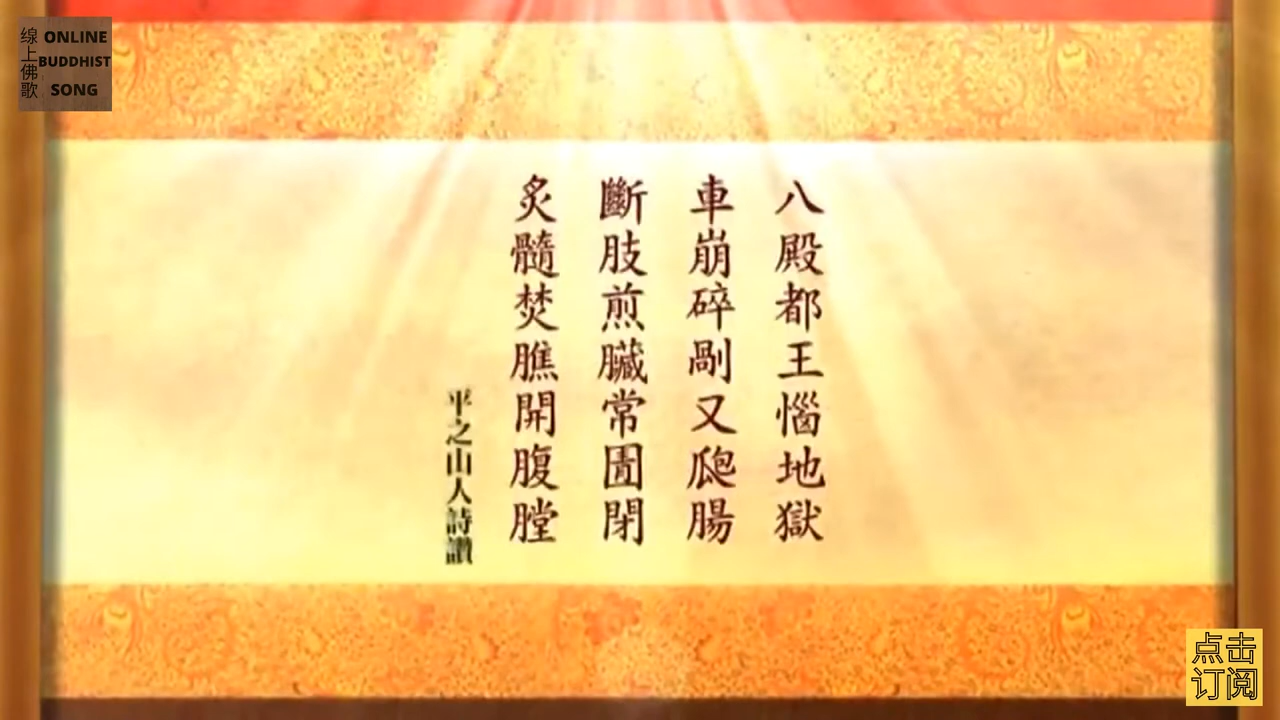 线上佛歌
ONLINE
BUDDHIST
SONG
八殿都王惱地獄
車崩碎剮又瓟腸
斷肢煎臟常圊閉
炙髓焚膲開腹膛
平之山人詩讚
点击
订阅